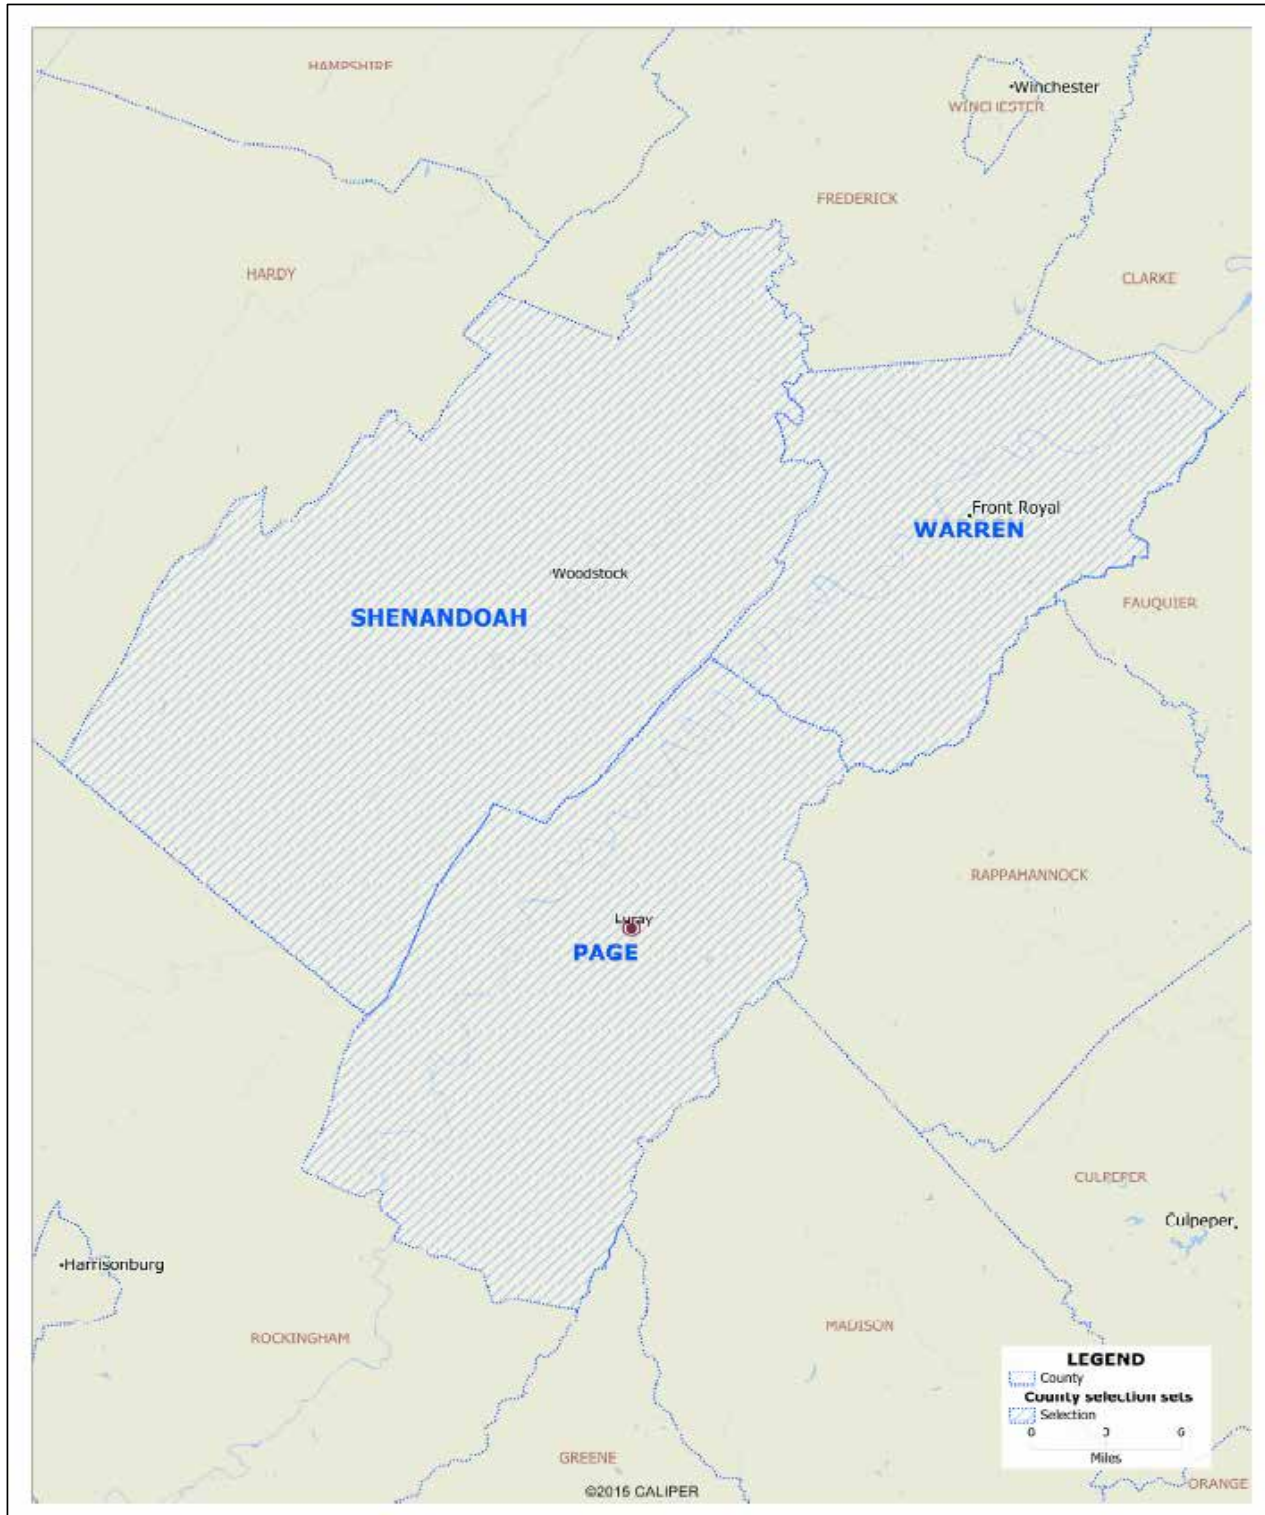 HAMPSHIRE
Winchester
WINCHESTER
FREDERICK
HARDY
CLARKE
Front Royal
WARREN
Woodstock
FAUQUIER
SHENANDOAH
RAPPAHANNOCK
Luray
PAGE
CULPEPER
Culpeper
Harrisonburg
MADISON
ROCKINGHAM
LEGEND
County
County selection sets
Selection
0 3 6
Miles
GREENE
ORANGE
©2015 CALIPER